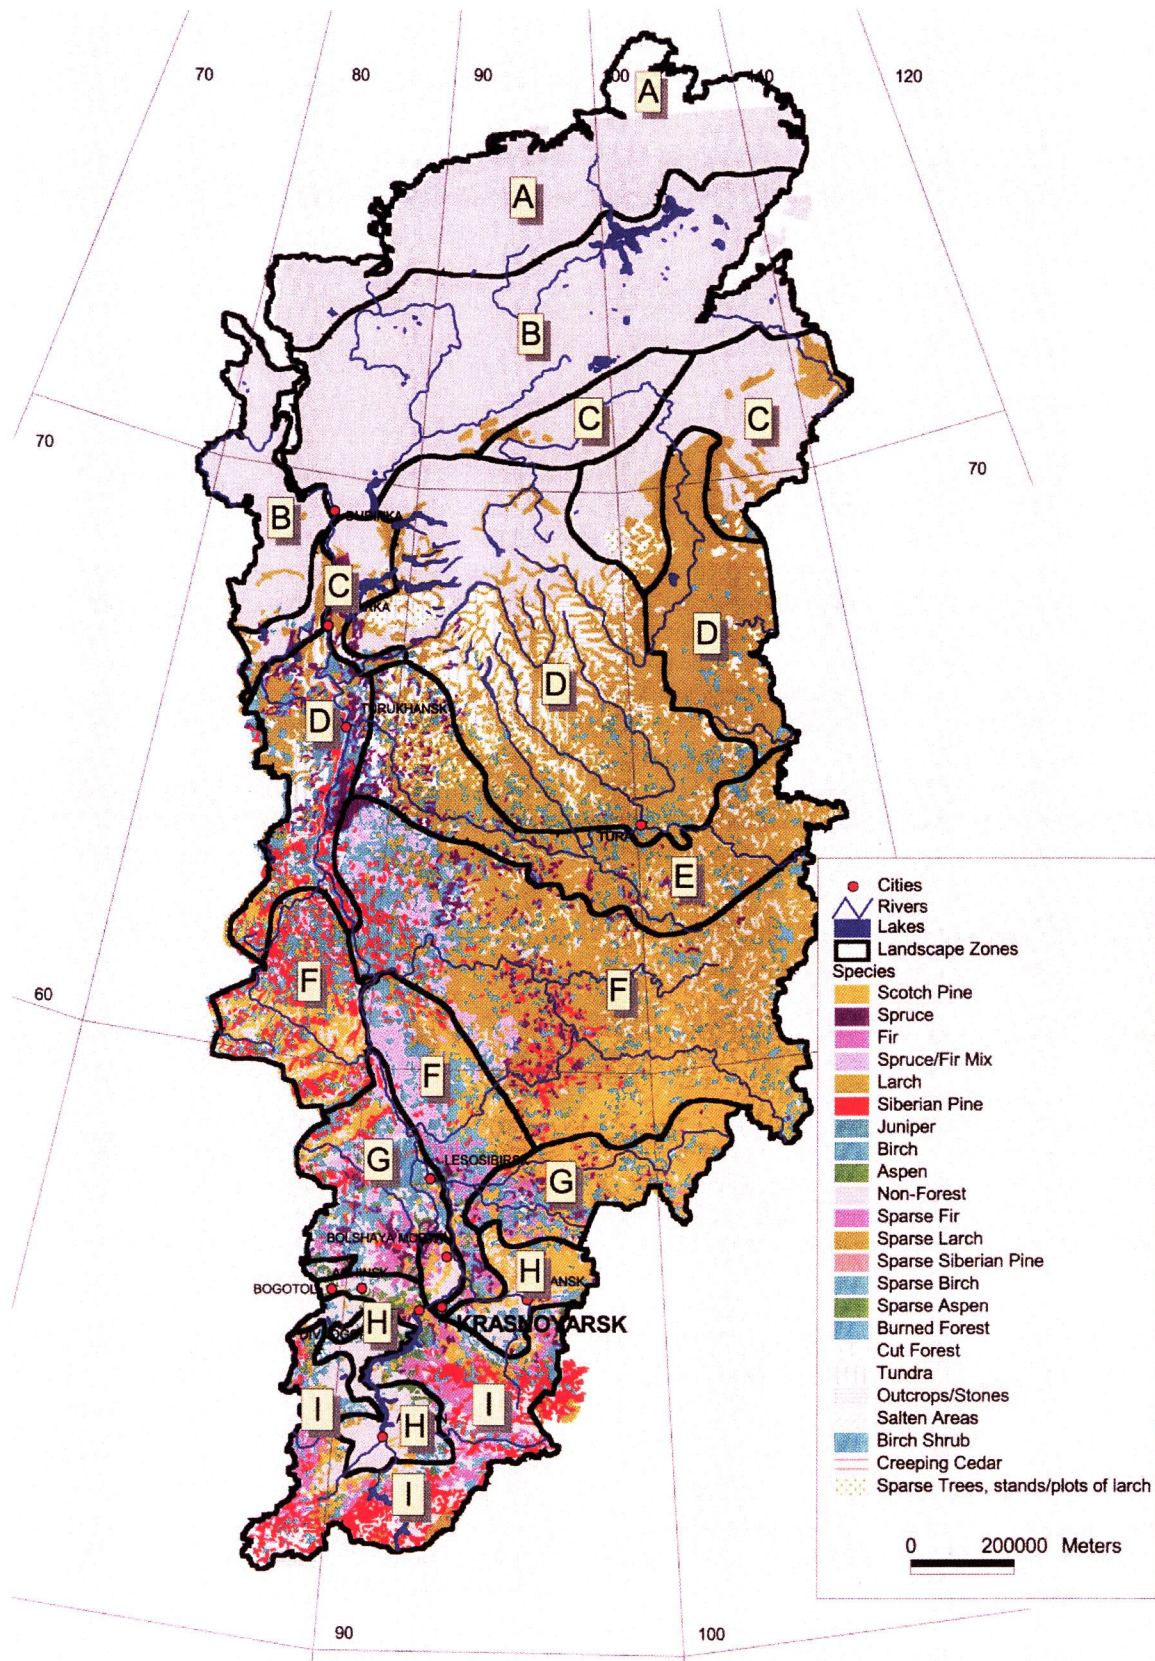 70 80 90 100 110 120
A
A
B
C C
70
70
B
DUDINKA
C
D
D
D
TURUKHANSK
TURA
E
F
F
60
F
G
LESOSIBIRSK
G
BOLSHAYA
H
BOGOTOL
H
KRASNOYARSK
I
I
H
I
Cities
Rivers
Lakes
Landscape Zones
Species
Scotch Pine
Spruce
Fir
Spruce/Fir Mix
Larch
Siberian Pine
Juniper
Birch
Aspen
Non-Forest
Sparse Fir
Sparse Larch
Sparse Siberian Pine
Sparse Birch
Sparse Aspen
Burned Forest
Cut Forest
Tundra
Outcrops/Stones
Salten Areas
Birch Shrub
Creeping Cedar
Sparse Trees, stands/plots of larch
0 200000 Meters
90
100